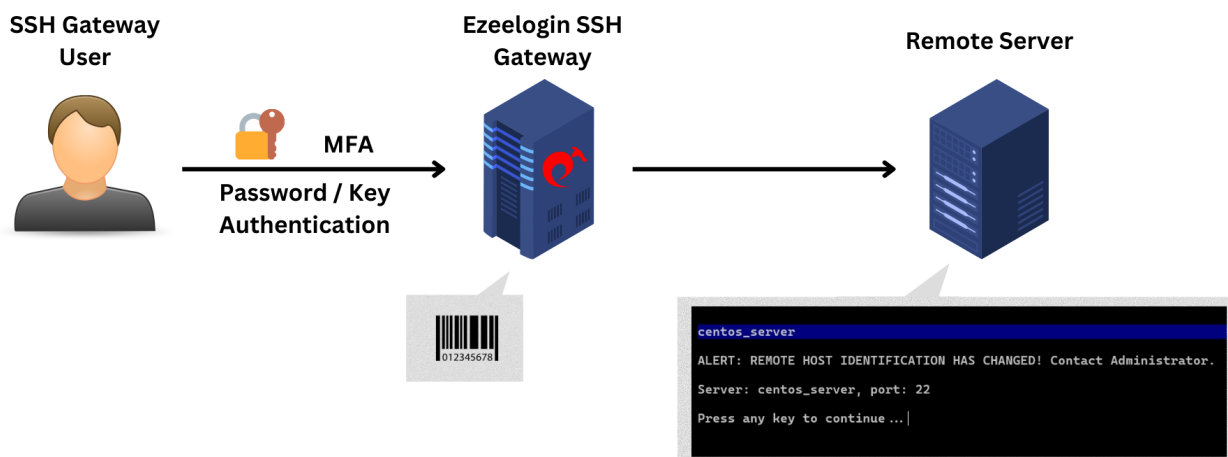 SSH Gateway
User
Ezeelogin SSH
Gateway
Remote Server
MFA
Password / Key
Authentication
012345678
centos_server
ALERT: REMOTE HOST IDENTIFICATION HAS CHANGED! Contact Administrator.
Server: centos_server, port: 22
Press any key to continue...